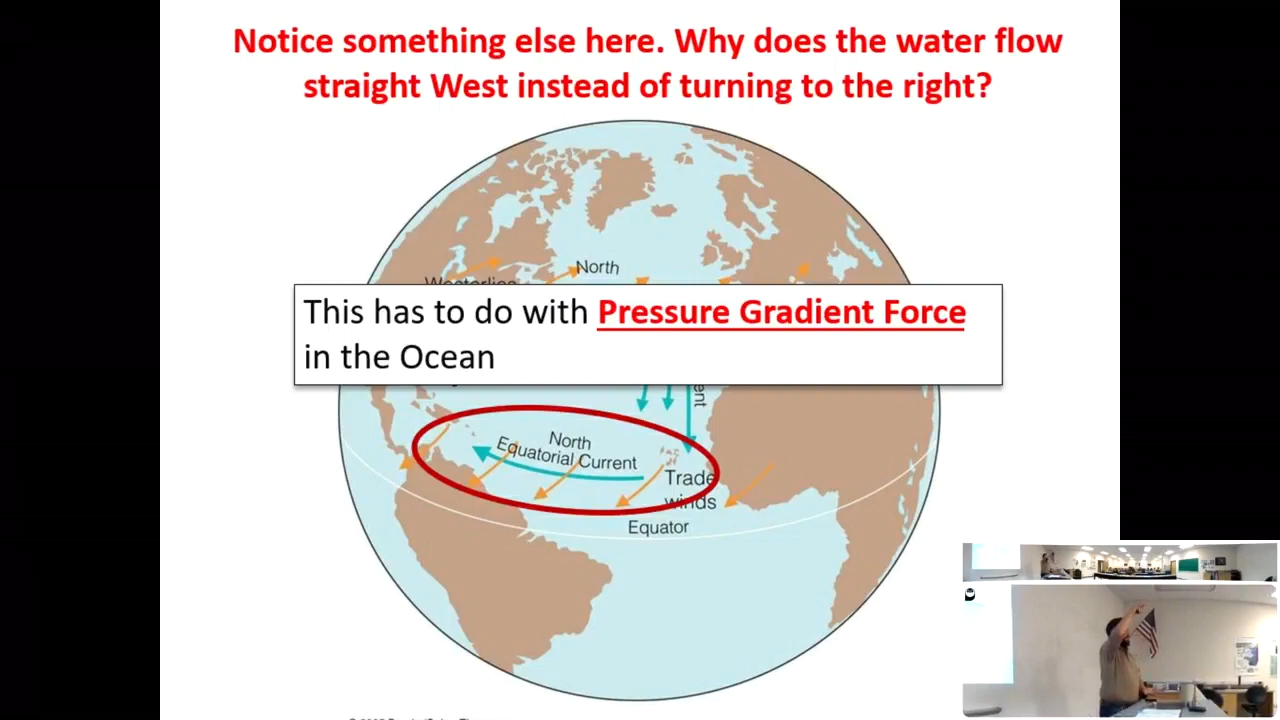 Notice something else here. Why does the water flow
straight West instead of turning to the right?
North
This has to do with Pressure Gradient Force
in the Ocean
North
Equatorial Current
Trade
winds
Equator